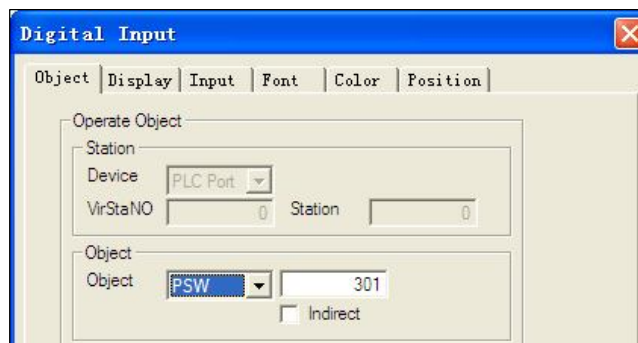 Digital Input
Object Display Input Font Color Position
Operate Object
Station
Device PLC Port
VirStaNO 0 Station 0
Object
Object PSW 301
Indirect